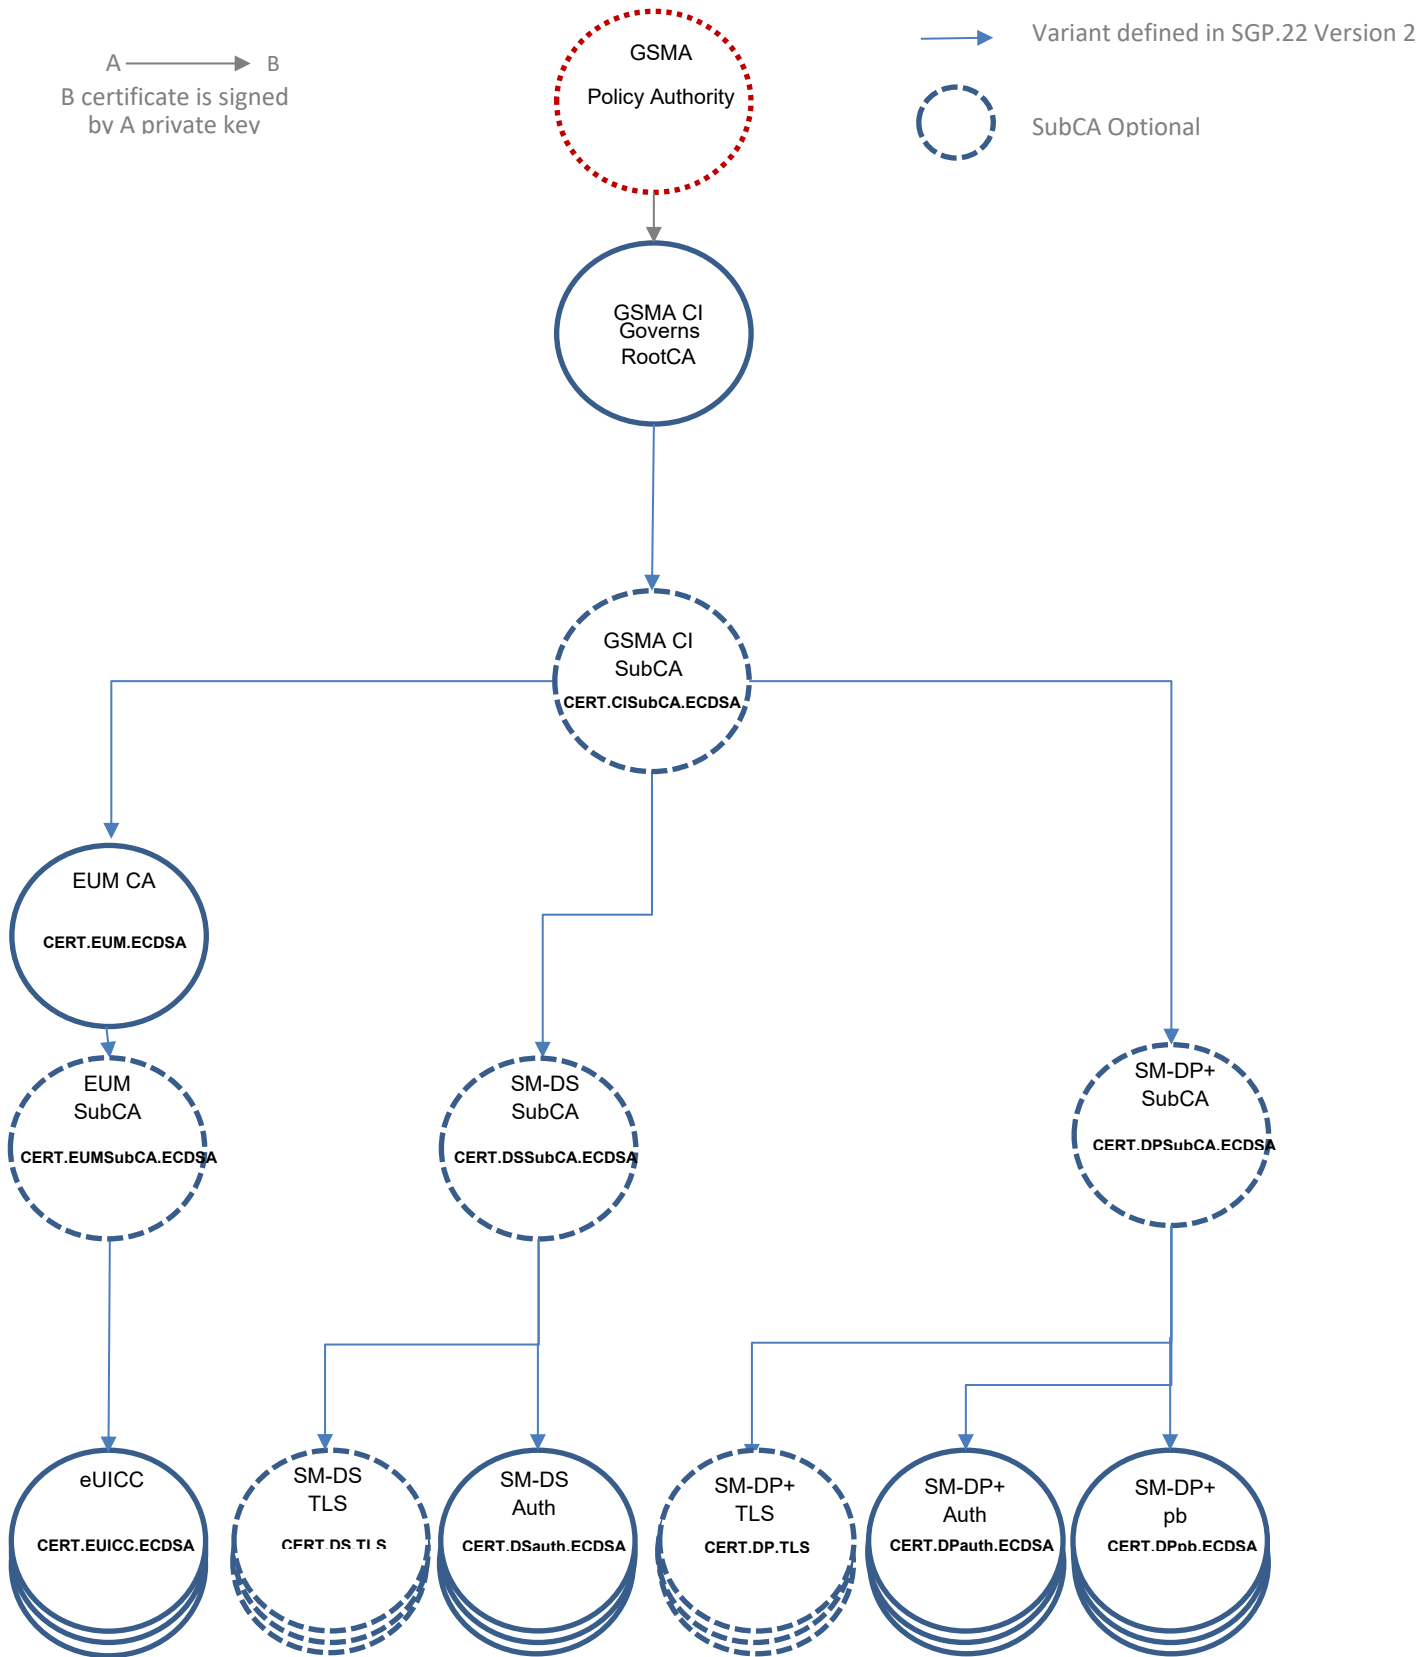 A B
B certificate is signed
by A private key
GSMA
Policy Authority
Variant defined in SGP.22 Version 2
SubCA Optional
GSMA CI
Governs
RootCA
GSMA CI
SubCA
CERT.CISubCA.ECDSA
EUM CA
CERT.EUM.ECDSA
EUM
SubCA
CERT.EUMSubCA.ECDSA
SM-DS
SubCA
CERT.DSSubCA.ECDSA
SM-DP+
SubCA
CERT.DPSubCA.ECDSA
eUICC
CERT.EUICC.ECDSA
SM-DS
TLS
CERT.DS.TLS
SM-DS
Auth
CERT.DSauth.ECDSA
SM-DP+
TLS
CERT.DP.TLS
SM-DP+
Auth
CERT.DPauth.ECDSA
SM-DP+
pb
CERT.DPpb.ECDSA